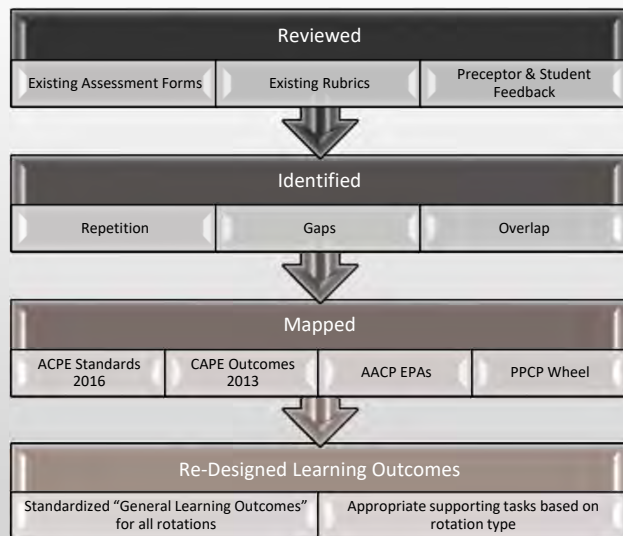 Reviewed
Existing Assessment Forms
Existing Rubrics
Preceptor & Student
Feedback
Identified
Repetition
Gaps
Overlap
Mapped
ACPE Standards
2016
CAPE Outcomes
2013
AACP EPAs
PPCP Wheel
Re-Designed Learning Outcomes
Standardized “General Learning Outcomes”
for all rotations
Appropriate supporting tasks based on
rotation type